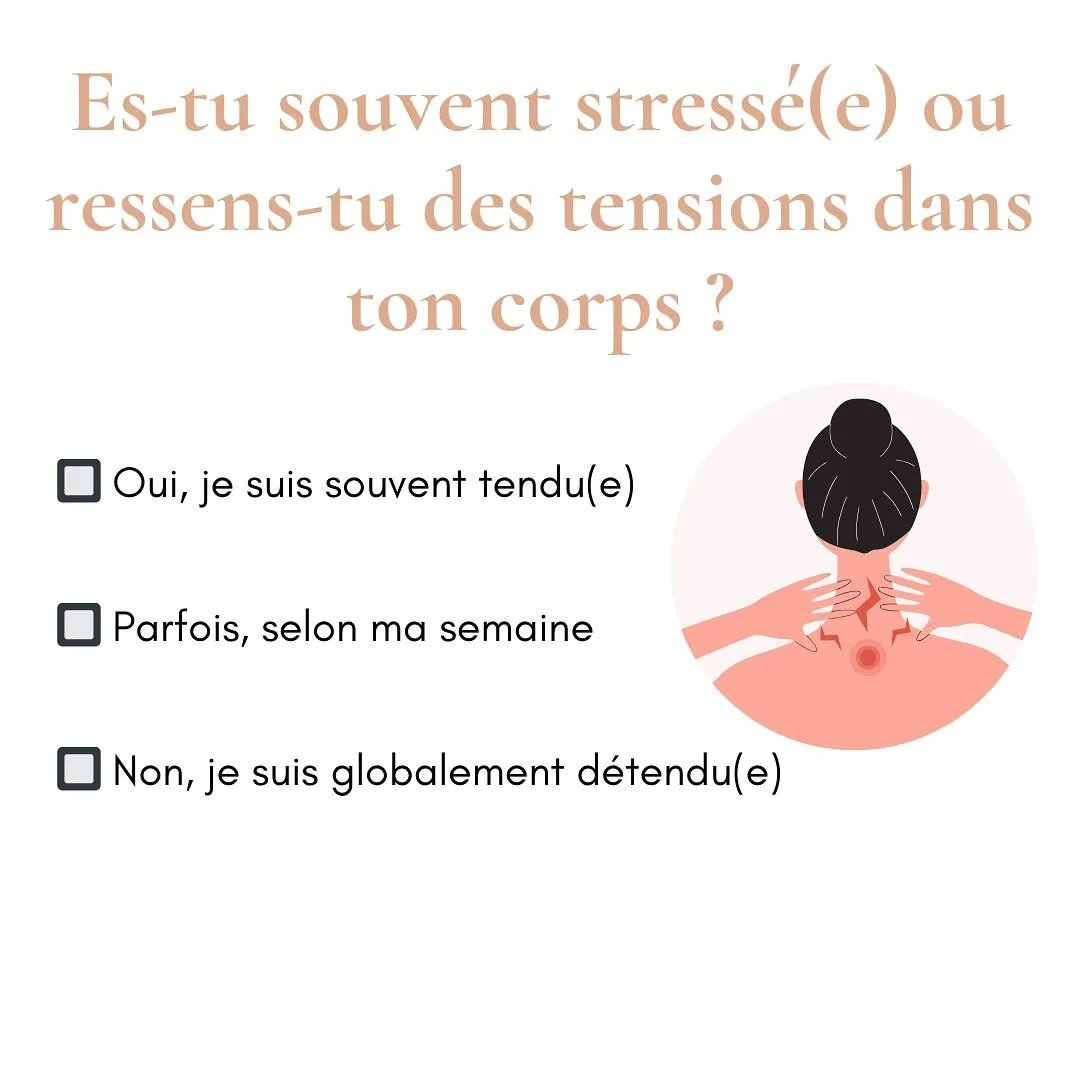 Es-tu souvent stressé(e) ou
ressens-tu des tensions dans
ton corps ?
Oui, je suis souvent tendu(e)
Parfois, selon ma semaine
Non, je suis globalement détendu(e)